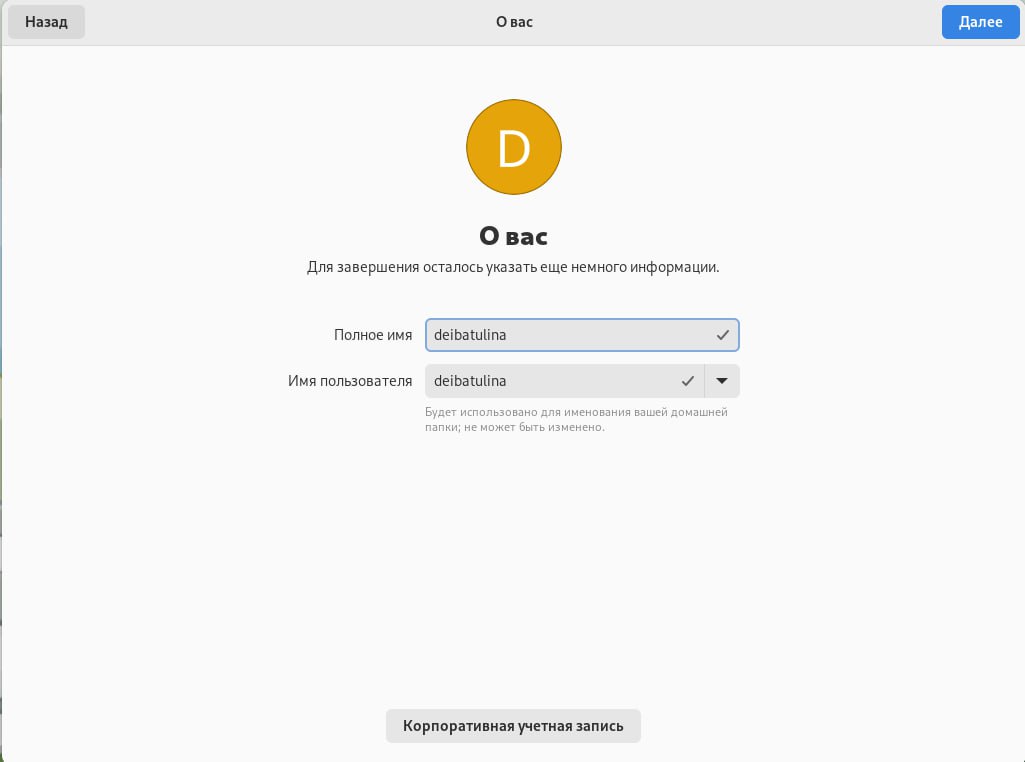 Назад
О вас
Далее
D
О вас
Для завершения осталось указать еще немного информации.
Полное имя deibatulina
Имя пользователя deibatulina
Будет использовано для именования вашей домашней
папки; не может быть изменено.
Корпоративная учетная запись